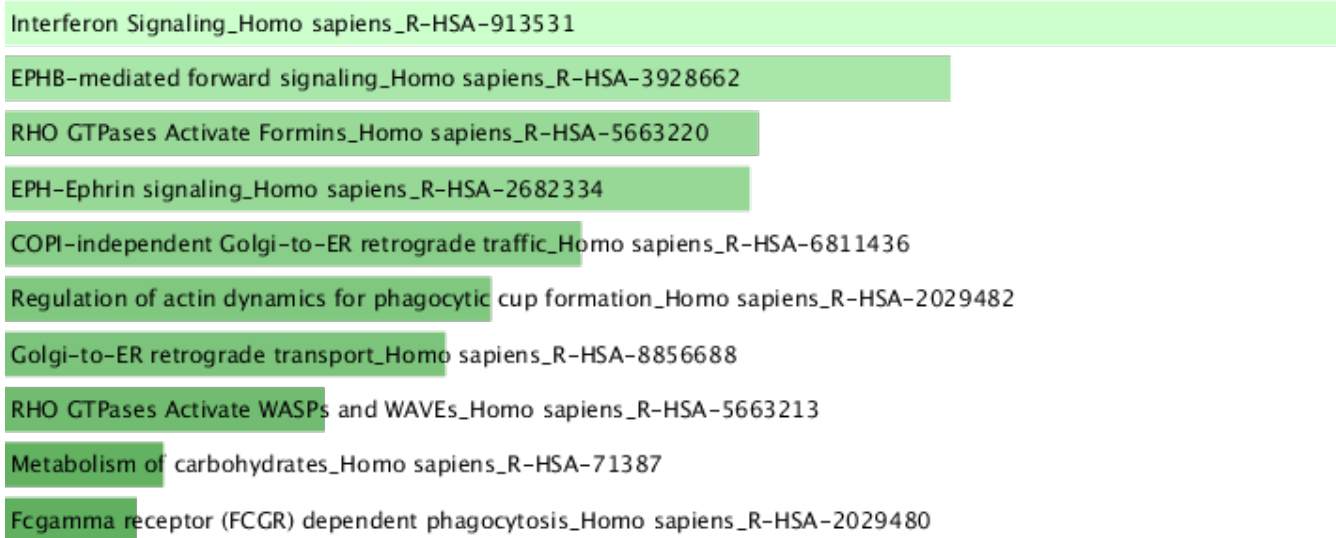 Interferon Signaling_Homo sapiens_R-HSA-913531
EPHB-mediated forward signaling_Homo sapiens_R-HSA-3928662
RHO GTPases Activate Formins_Homo sapiens_R-HSA-5663220
EPH-Ephrin signaling_Homo sapiens_R-HSA-2682334
COPI-independent Golgi-to-ER retrograde traffic_Homo sapiens_R-HSA-6811436
Regulation of actin dynamics for phagocytic cup formation_Homo sapiens_R-HSA-2029482
Golgi-to-ER retrograde transport_Homo sapiens_R-HSA-8856688
RHO GTPases Activate WASPs and WAVEs_Homo sapiens_R-HSA-5663213
Metabolism of carbohydrates_Homo sapiens_R-HSA-71387
Fcgamma receptor (FCGR) dependent phagocytosis_Homo sapiens_R-HSA-2029480